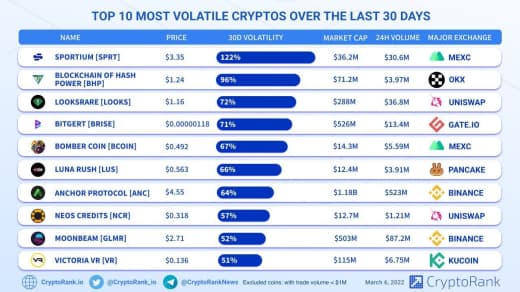 TOP 10 MOST VOLATILE CRYPTOS OVER THE LAST 30 DAYS
NAME PRICE 30D VOLATILITY MARKET CAP 24H VOLUME MAJOR EXCHANGE
SPORTIUM [SPRT] $3.35 122% $36.2M $30.6M MEXC
BLOCKCHAIN OF HASH
POWER [BHP] $1.24 96% $71.2M $3.97M OKX
LOOKSRARE [LOOKS] $1.16 72% $288M $36.8M UNISWAP
BITGERT [BRISE] $0.00000118 71% $526M $13.4M GATE.IO
BOMBER COIN [BCOIN] $0.492 67% $14.3M $5.59M MEXC
LUNA RUSH [LUS] $0.563 66% $12.4M $3.91M PANCAKE
ANCHOR PROTOCOL [ANC] $4.55 64% $1.18B $523M BINANCE
NEOS CREDITS [NCR] $0.318 57% $12.7M $1.21M UNISWAP
MOONBEAM [GLMR] $2.71 52% $503M $87.2M BINANCE
VICTORIA VR [VR] $0.136 51% $115M $6.75M KUCOIN
CryptoRank.io @CryptoRank_io @CryptoRankNews Excluded coins: with trade volume < $1M March 6, 2022 CryptoRank